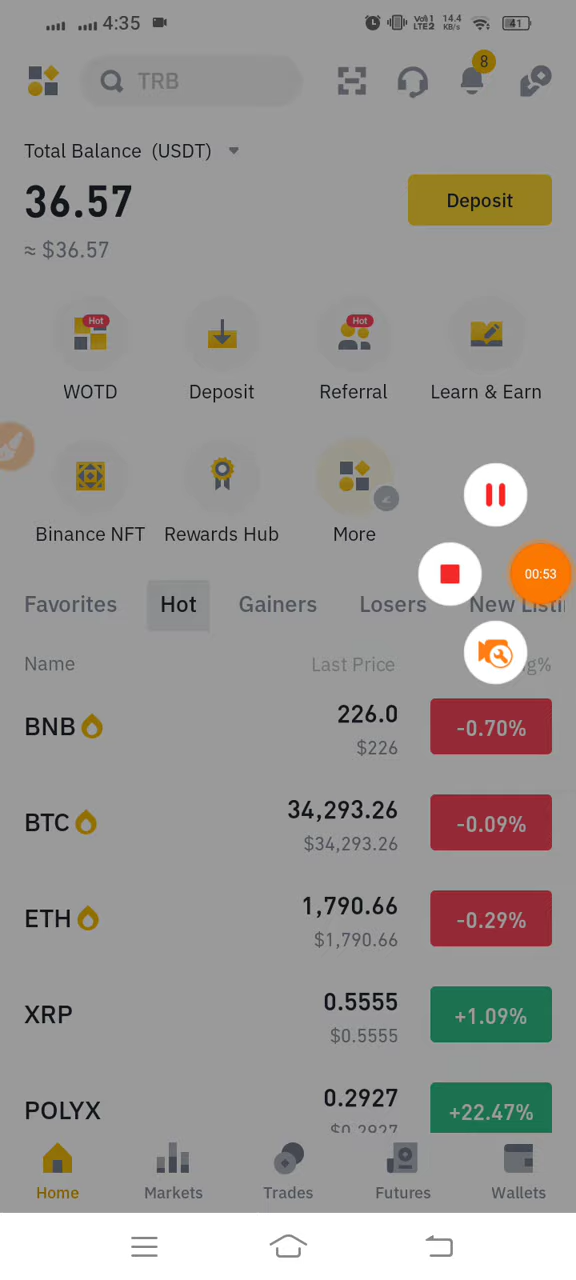 4:35 Vo) 1 LTE2 14.4 KB/s 41
TRB 8
Total Balance (USDT)
36.57
Deposit
≈ $36.57
Hot Hot
WOTD Deposit Referral Learn & Earn
Binance NFT Rewards Hub More
00:53
Favorites Hot Gainers Losers New Listi
Name Last Price g%
BNB 226.0 -0.70%
$226
BTC 34,293.26 -0.09%
$34,293.26
ETH 1,790.66 -0.29%
$1,790.66
XRP 0.5555 +1.09%
$0.5555
POLYX 0.2927 +22.47%
$0.2927
Home Markets Trades Futures Wallets